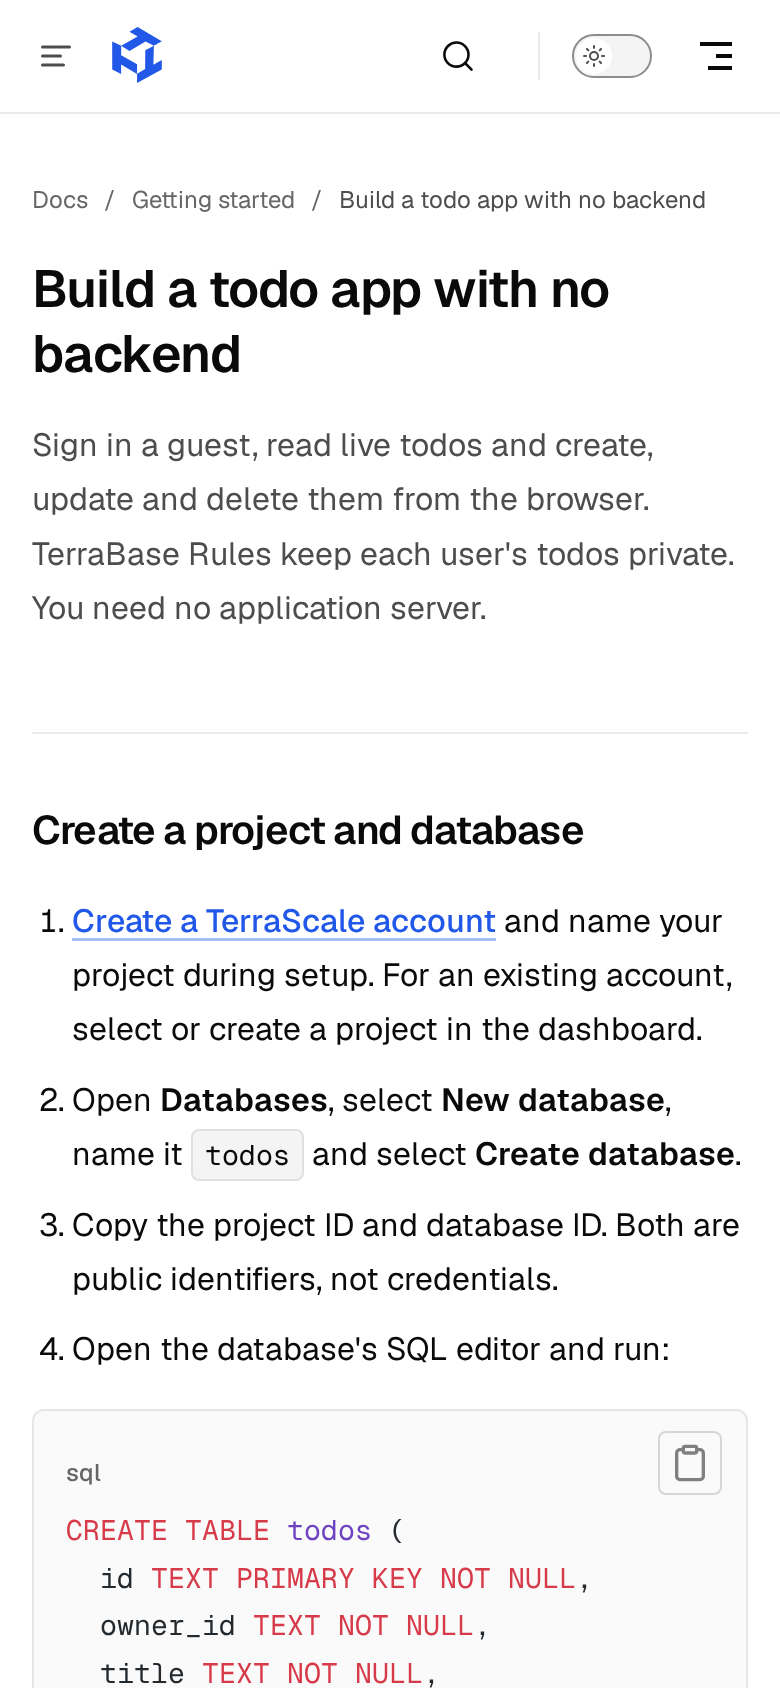 Docs / Getting started / Build a todo app with no backend
Build a todo app with no
backend
Sign in a guest, read live todos and create,
update and delete them from the browser.
TerraBase Rules keep each user's todos private.
You need no application server.
Create a project and database
1. Create a TerraScale account and name your
project during setup. For an existing account,
select or create a project in the dashboard.
2. Open Databases, select New database,
name it todos and select Create database.
3. Copy the project ID and database ID. Both are
public identifiers, not credentials.
4. Open the database's SQL editor and run:
sql
CREATE TABLE todos (
  id TEXT PRIMARY KEY NOT NULL,
  owner_id TEXT NOT NULL,
  title TEXT NOT NULL,